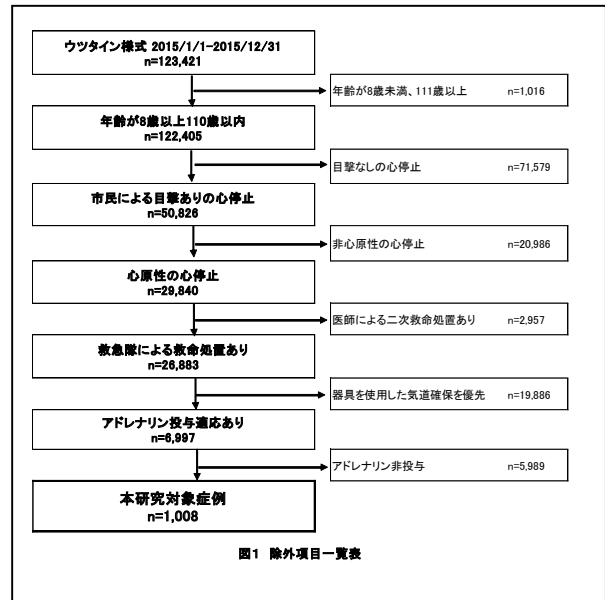 ウツタイン様式 2015/1/1-2015/12/31
n=123,421
年齢が8歳未満、111歳以上 n=1,016
年齢が8歳以上110歳以内
n=122,405
目撃なしの心停止 n=71,579
市民による目撃ありの心停止
n=50,826
非心原性の心停止 n=20,986
心原性の心停止
n=29,840
医師による二次救命処置あり n=2,957
救急隊による救命処置あり
n=26,883
器具を使用した気道確保を優先 n=19,886
アドレナリン投与適応あり
n=6,997
アドレナリン非投与 n=5,989
本研究対象症例
n=1,008
図1 除外項目一覧表